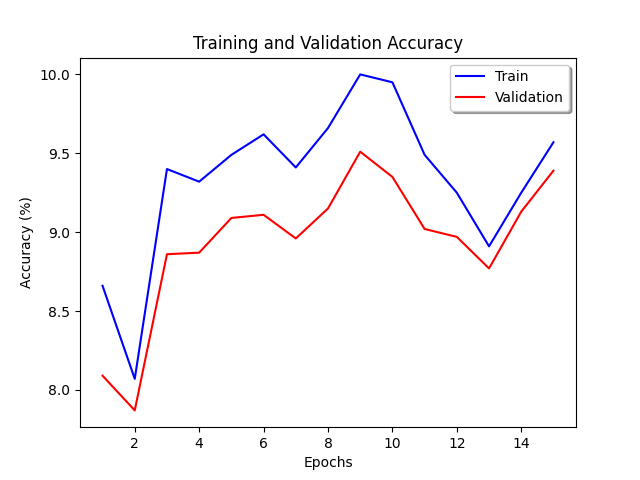 Training and Validation Accuracy
Train
Validation
Accuracy (%)
10.0
9.5
9.0
8.5
8.0
2 4 6 8 10 12 14
Epochs